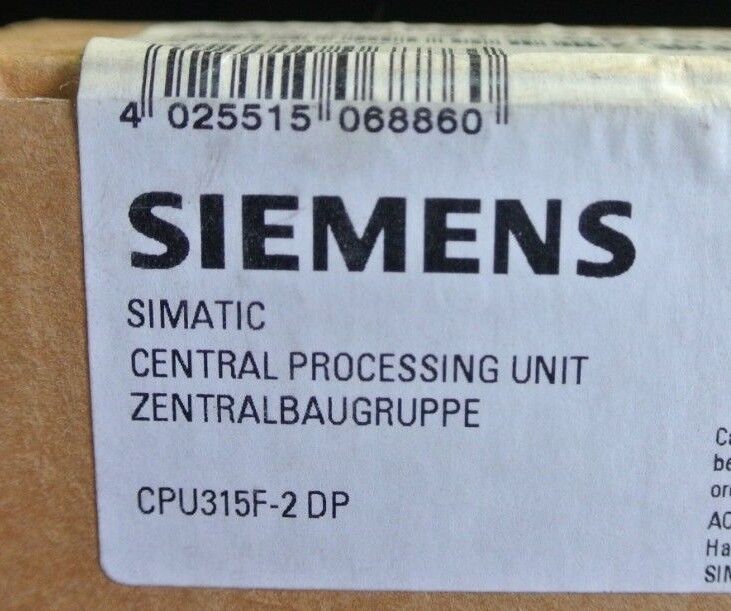 4 025515 068860
SIEMENS
SIMATIC
CENTRAL PROCESSING UNIT
ZENTRALBAUGRUPPE
CPU315F-2 DP